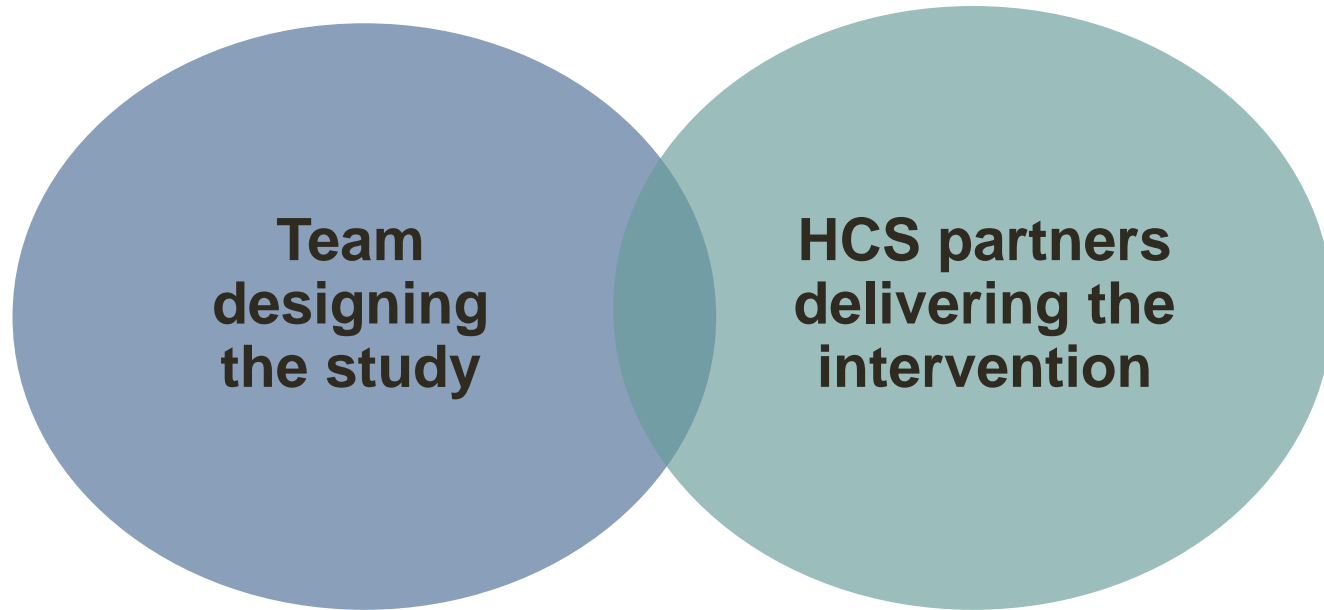 Team
designing
the study
HCS partners
delivering the
intervention